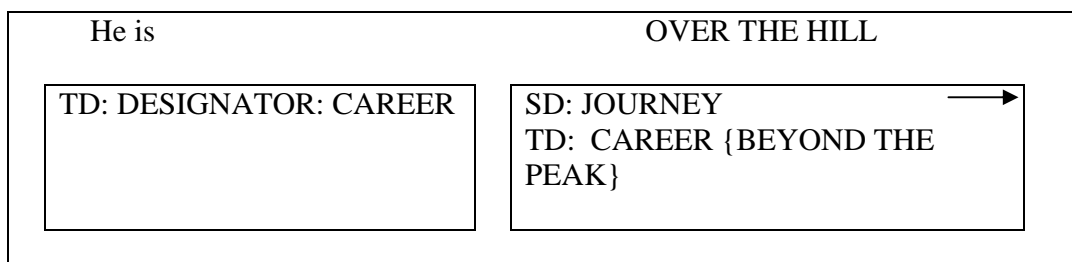 He is OVER THE HILL
TD: DESIGNATOR: CAREER
SD: JOURNEY
TD: CAREER {BEYOND THE
PEAK}